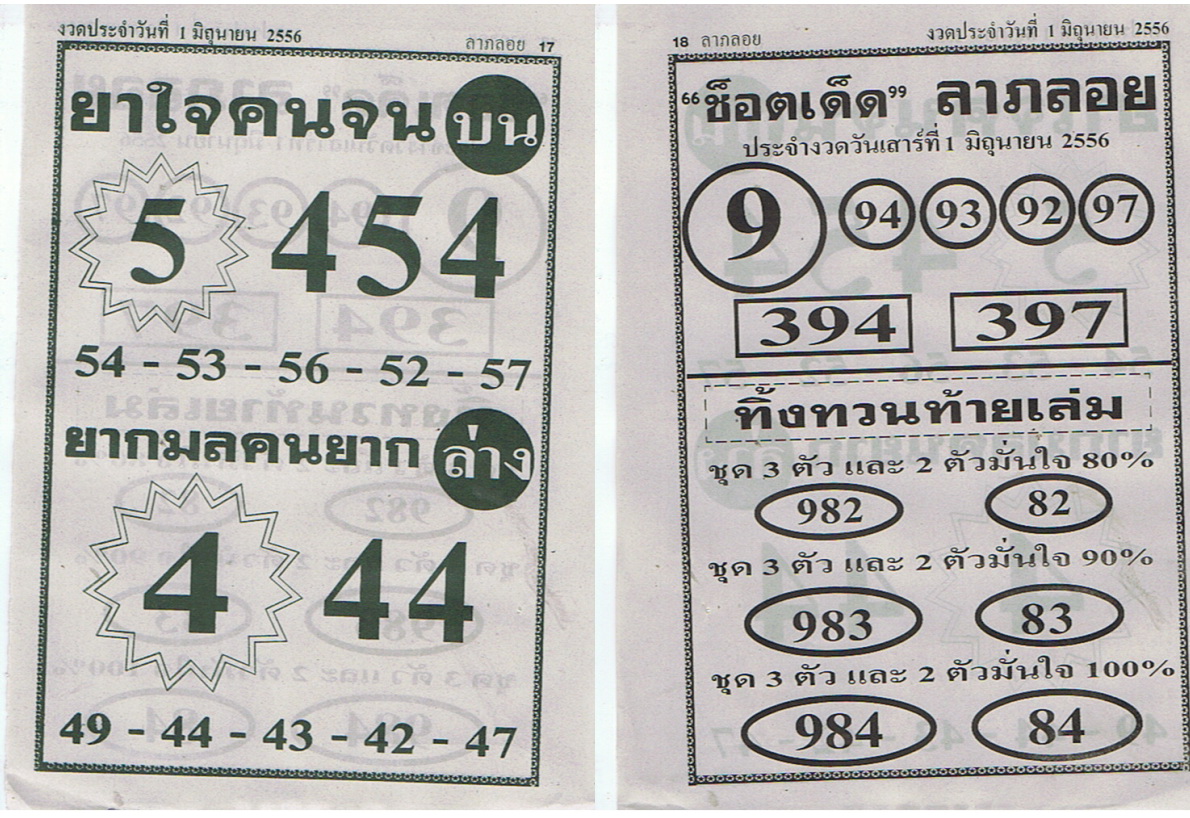 งวดประจำวันที่ 1 มิถุนายน 2556
ลาภลอย 17
ยาใจคนจน บน
5 454
54 - 53 - 56 - 52 - 57
ยากมลคนยาก ล่าง
4 44
49 - 44 - 43 - 42 - 47
18 ลาภลอย
งวดประจำวันที่ 1 มิถุนายน 2556
“ช็อตเด็ด” ลาภลอย
ประจำงวดวันเสาร์ที่ 1 มิถุนายน 2556
9 94 93 92 97
394 397
ทิ้งทวนท้ายเล่ม
ชุด 3 ตัว และ 2 ตัวมั่นใจ 80%
982 82
ชุด 3 ตัว และ 2 ตัวมั่นใจ 90%
983 83
ชุด 3 ตัว และ 2 ตัวมั่นใจ 100%
984 84